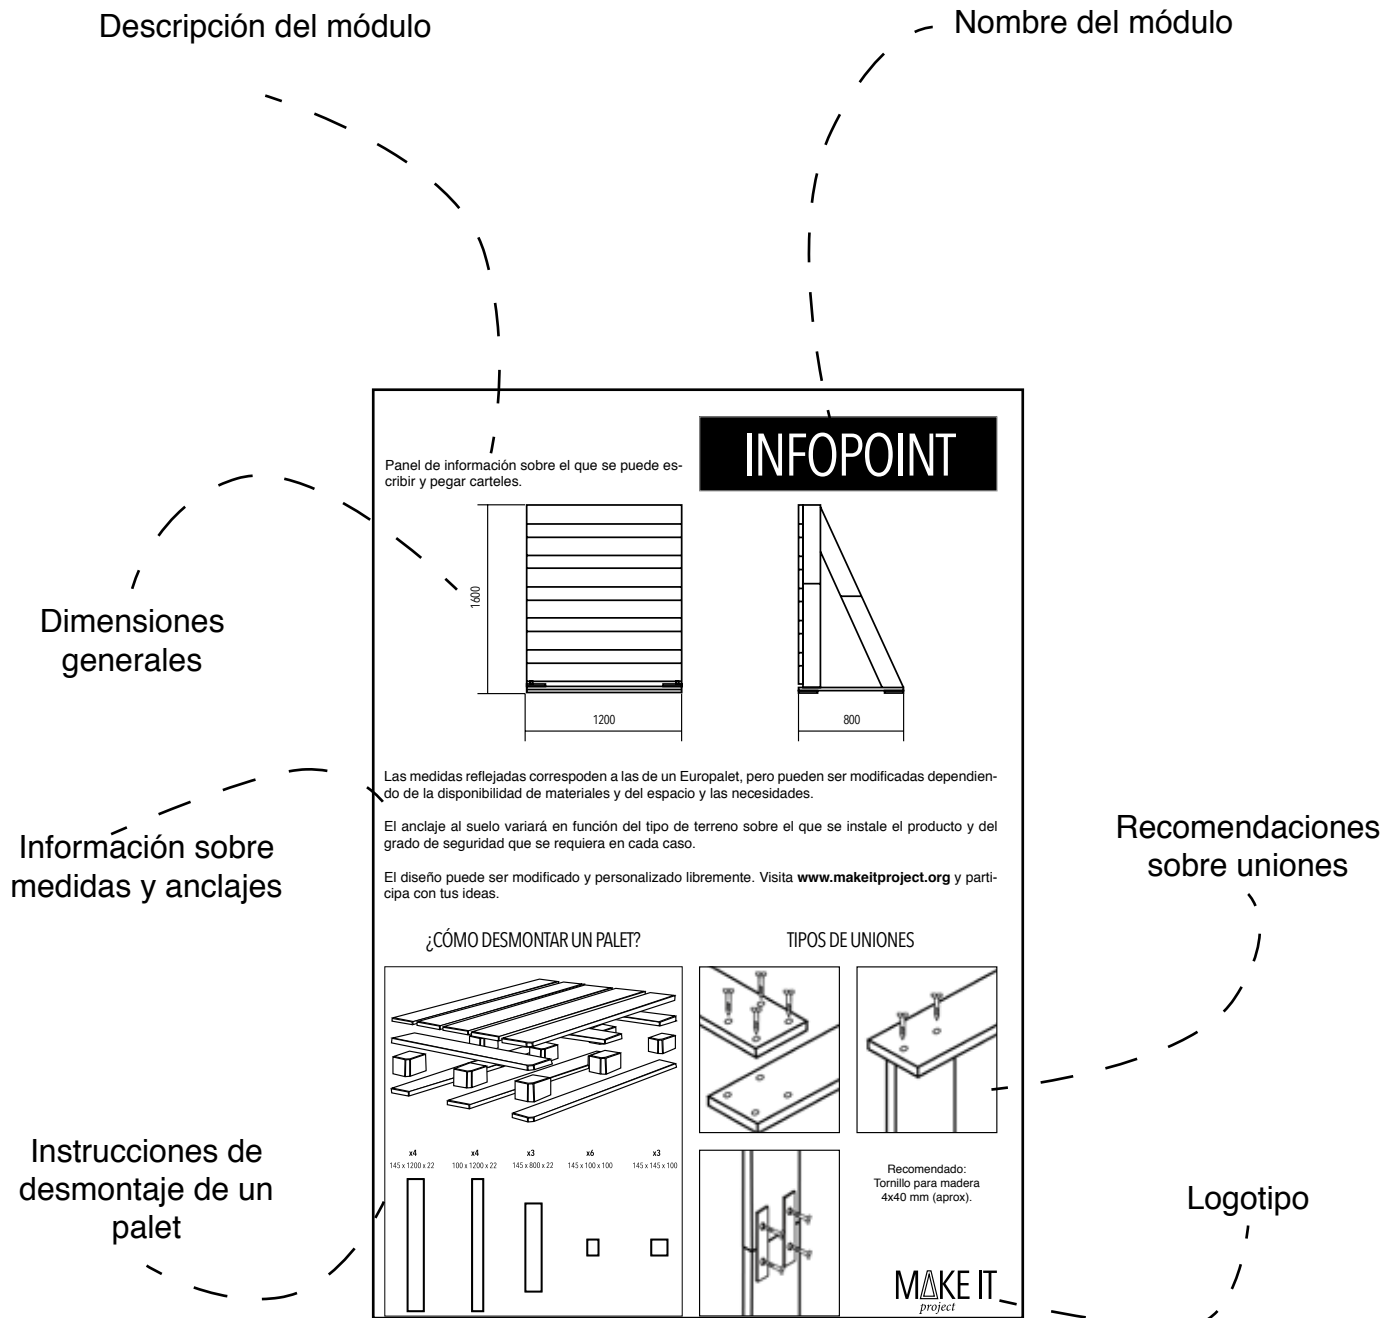 Descripción del módulo
Nombre del módulo
INFOPOINT
Panel de información sobre el que se puede es-
cribir y pegar carteles.
1600
1200
800
Dimensiones
generales
Las medidas reflejadas correspoden a las de un Europalet, pero pueden ser modificadas dependien-
do de la disponibilidad de materiales y del espacio y las necesidades.
El anclaje al suelo variará en función del tipo de terreno sobre el que se instale el producto y del
grado de seguridad que se requiera en cada caso.
El diseño puede ser modificado y personalizado libremente. Visita www.makeitproject.org y parti-
cipa con tus ideas.
Información sobre
medidas y anclajes
Recomendaciones
sobre uniones
¿CÓMO DESMONTAR UN PALET?
TIPOS DE UNIONES
x4
145 x 1200 x 22
x4
100 x 1200 x 22
x3
145 x 800 x 22
x6
145 x 100 x 100
x3
145 x 145 x 100
Recomendado:
Tornillo para madera
4x40 mm (aprox).
Instrucciones de
desmontaje de un
palet
Logotipo
MAKE IT
project